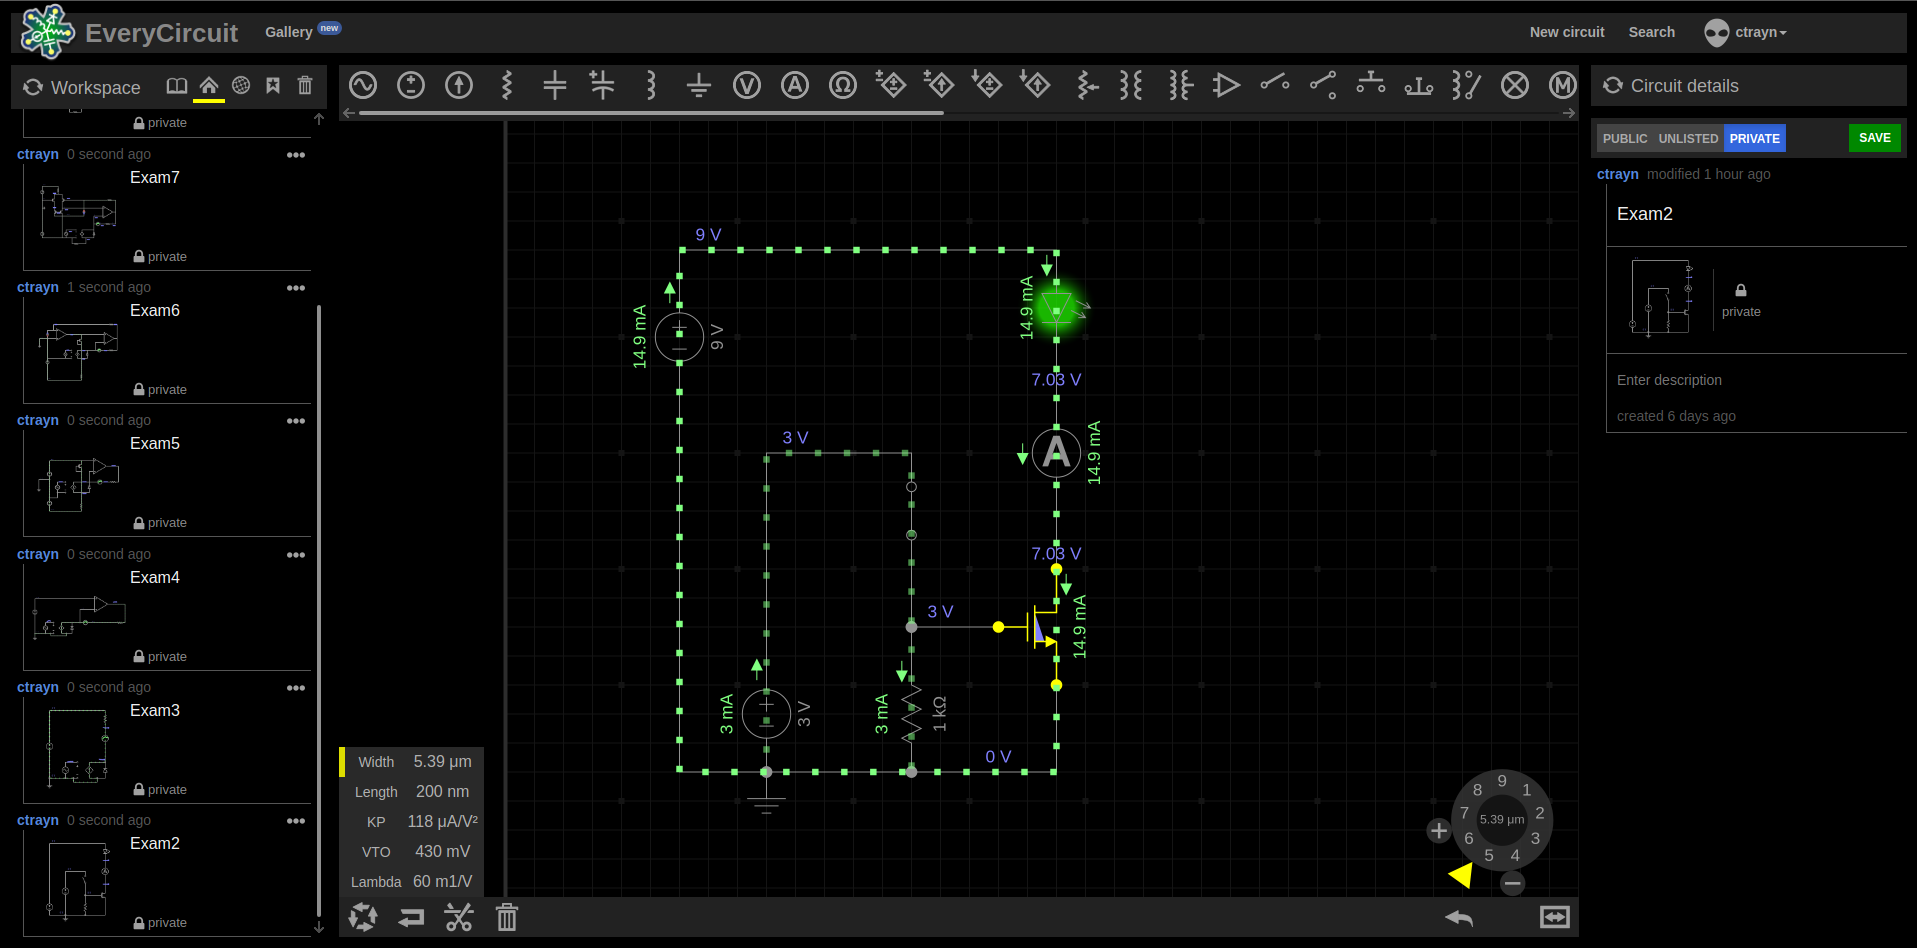 EveryCircuit
Gallery new
New circuit Search ctrayn
Workspace
private
ctrayn 0 second ago
Exam7
private
ctrayn 1 second ago
Exam6
private
ctrayn 0 second ago
Exam5
private
ctrayn 0 second ago
Exam4
private
ctrayn 0 second ago
Exam3
private
ctrayn 0 second ago
Exam2
private
V A Ω M
9 V
14.9 mA
9 V
14.9 mA
7.03 V
A
14.9 mA
3 V
7.03 V
3 V
14.9 mA
3 mA
3 V
3 mA
1 kΩ
0 V
Width 5.39 µm
Length 200 nm
KP 118 µA/V²
VTO 430 mV
Lambda 60 m1/V
9
8 1
7 5.39 µm 2
6 3
5 4
Circuit details
PUBLIC UNLISTED PRIVATE SAVE
ctrayn modified 1 hour ago
Exam2
private
Enter description
created 6 days ago